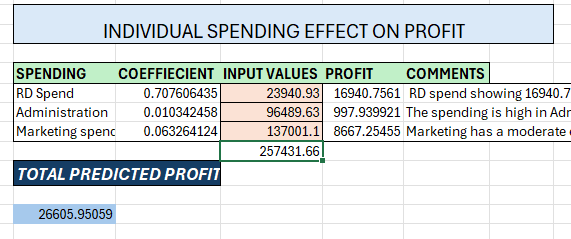 INDIVIDUAL SPENDING EFFECT ON PROFIT
SPENDING COEFFIECIENT INPUT VALUES PROFIT COMMENTS
RD Spend 0.707606435 23940.93 16940.7561 RD spend showing 16940.7
Administration 0.010342458 96489.63 997.939921 The spending is high in Adr
Marketing spend 0.063264124 137001.1 8667.25455 Marketing has a moderate
257431.66
TOTAL PREDICTED PROFIT
26605.95059